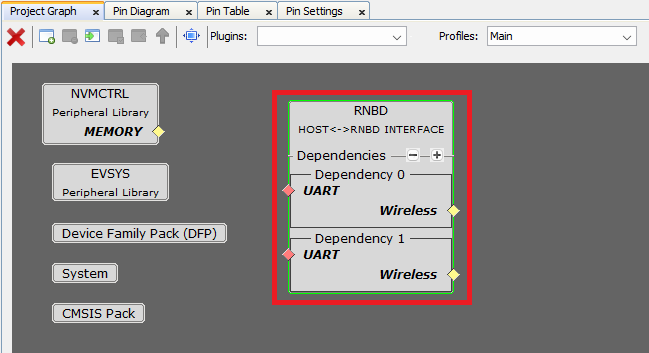 Project Graph x Pin Diagram x Pin Table x Pin Settings x
Plugins: Profiles: Main
NVMCTRL
Peripheral Library
MEMORY
EVSYS
Peripheral Library
Device Family Pack (DFP)
System
CMSIS Pack
RNBD
HOST<->RNBD INTERFACE
Dependencies - +
Dependency 0
UART
Wireless
Dependency 1
UART
Wireless